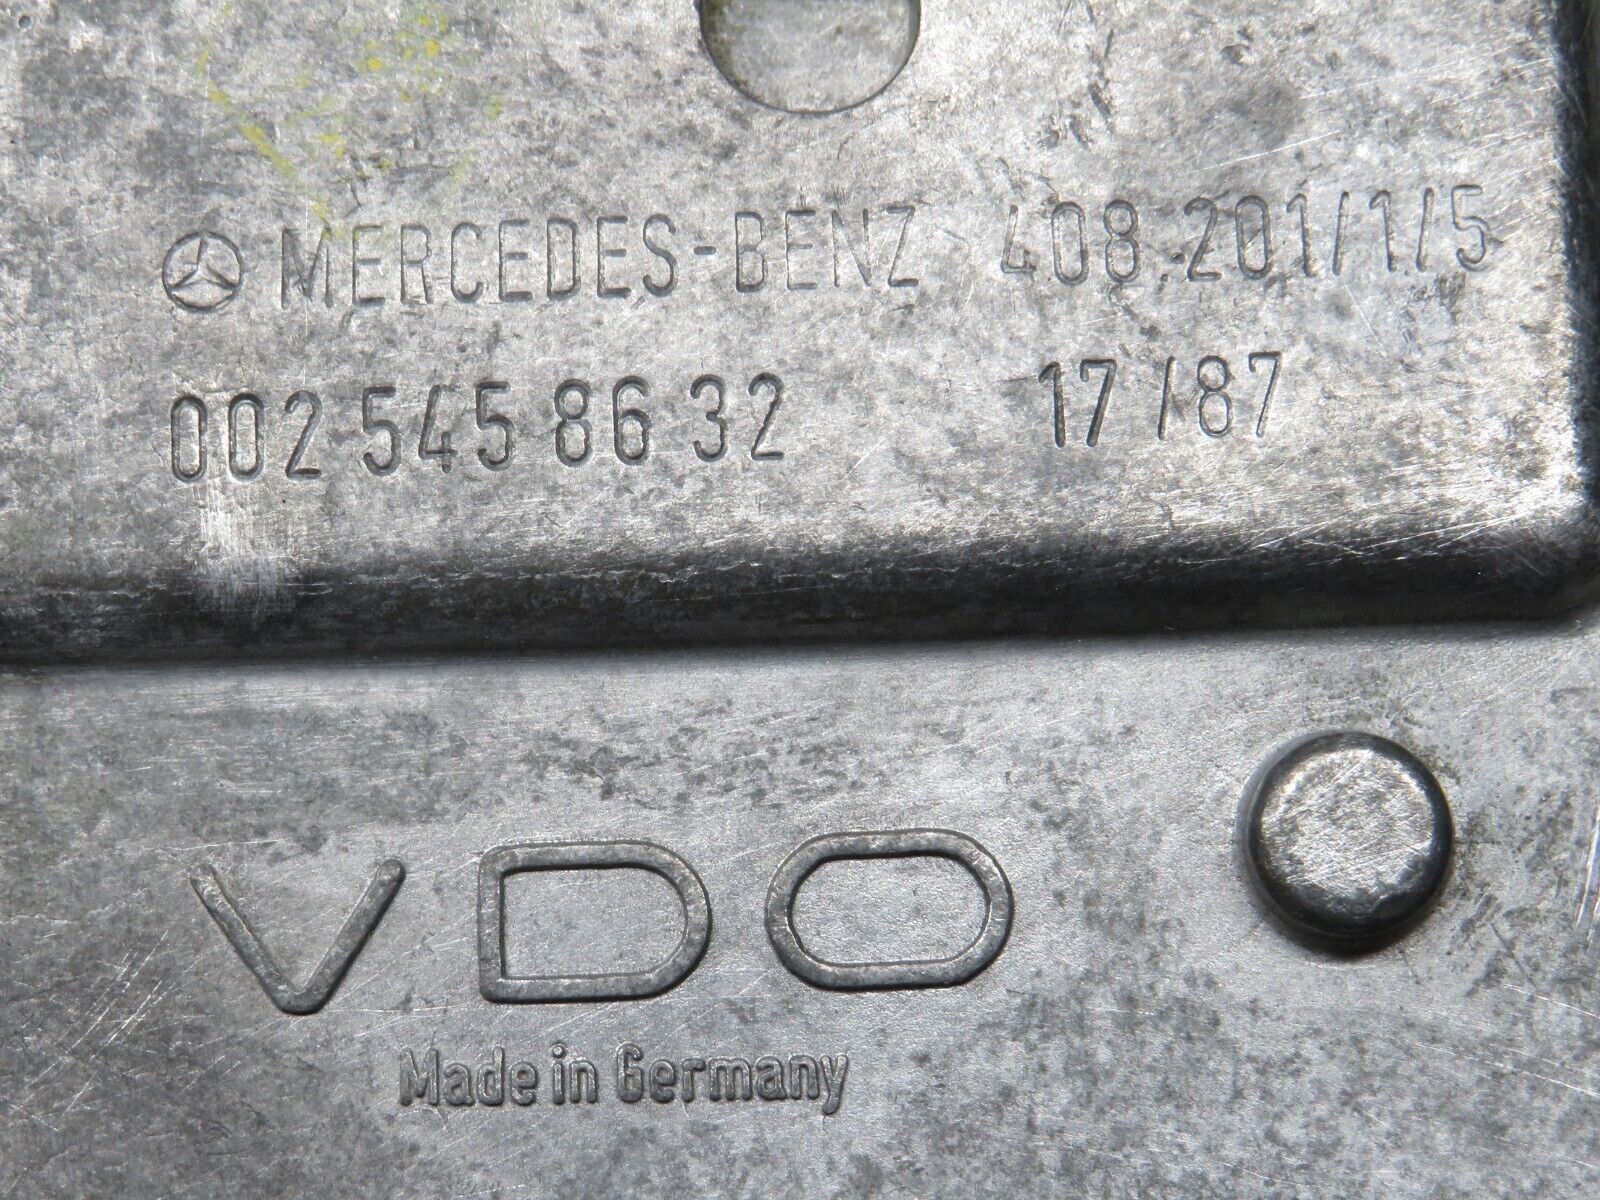 MERCEDES-BENZ 408.201/1/5
002 545 86 32 17/87
VDO
Made in Germany